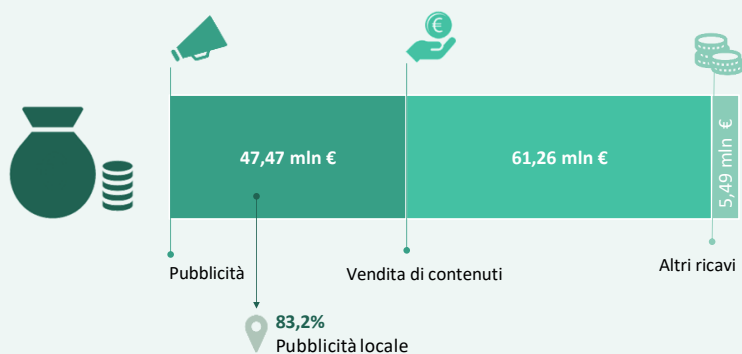 €
47,47 mln €
61,26 mln €
5,49 mln €
Pubblicità
Vendita di contenuti
Altri ricavi
83,2%
Pubblicità locale